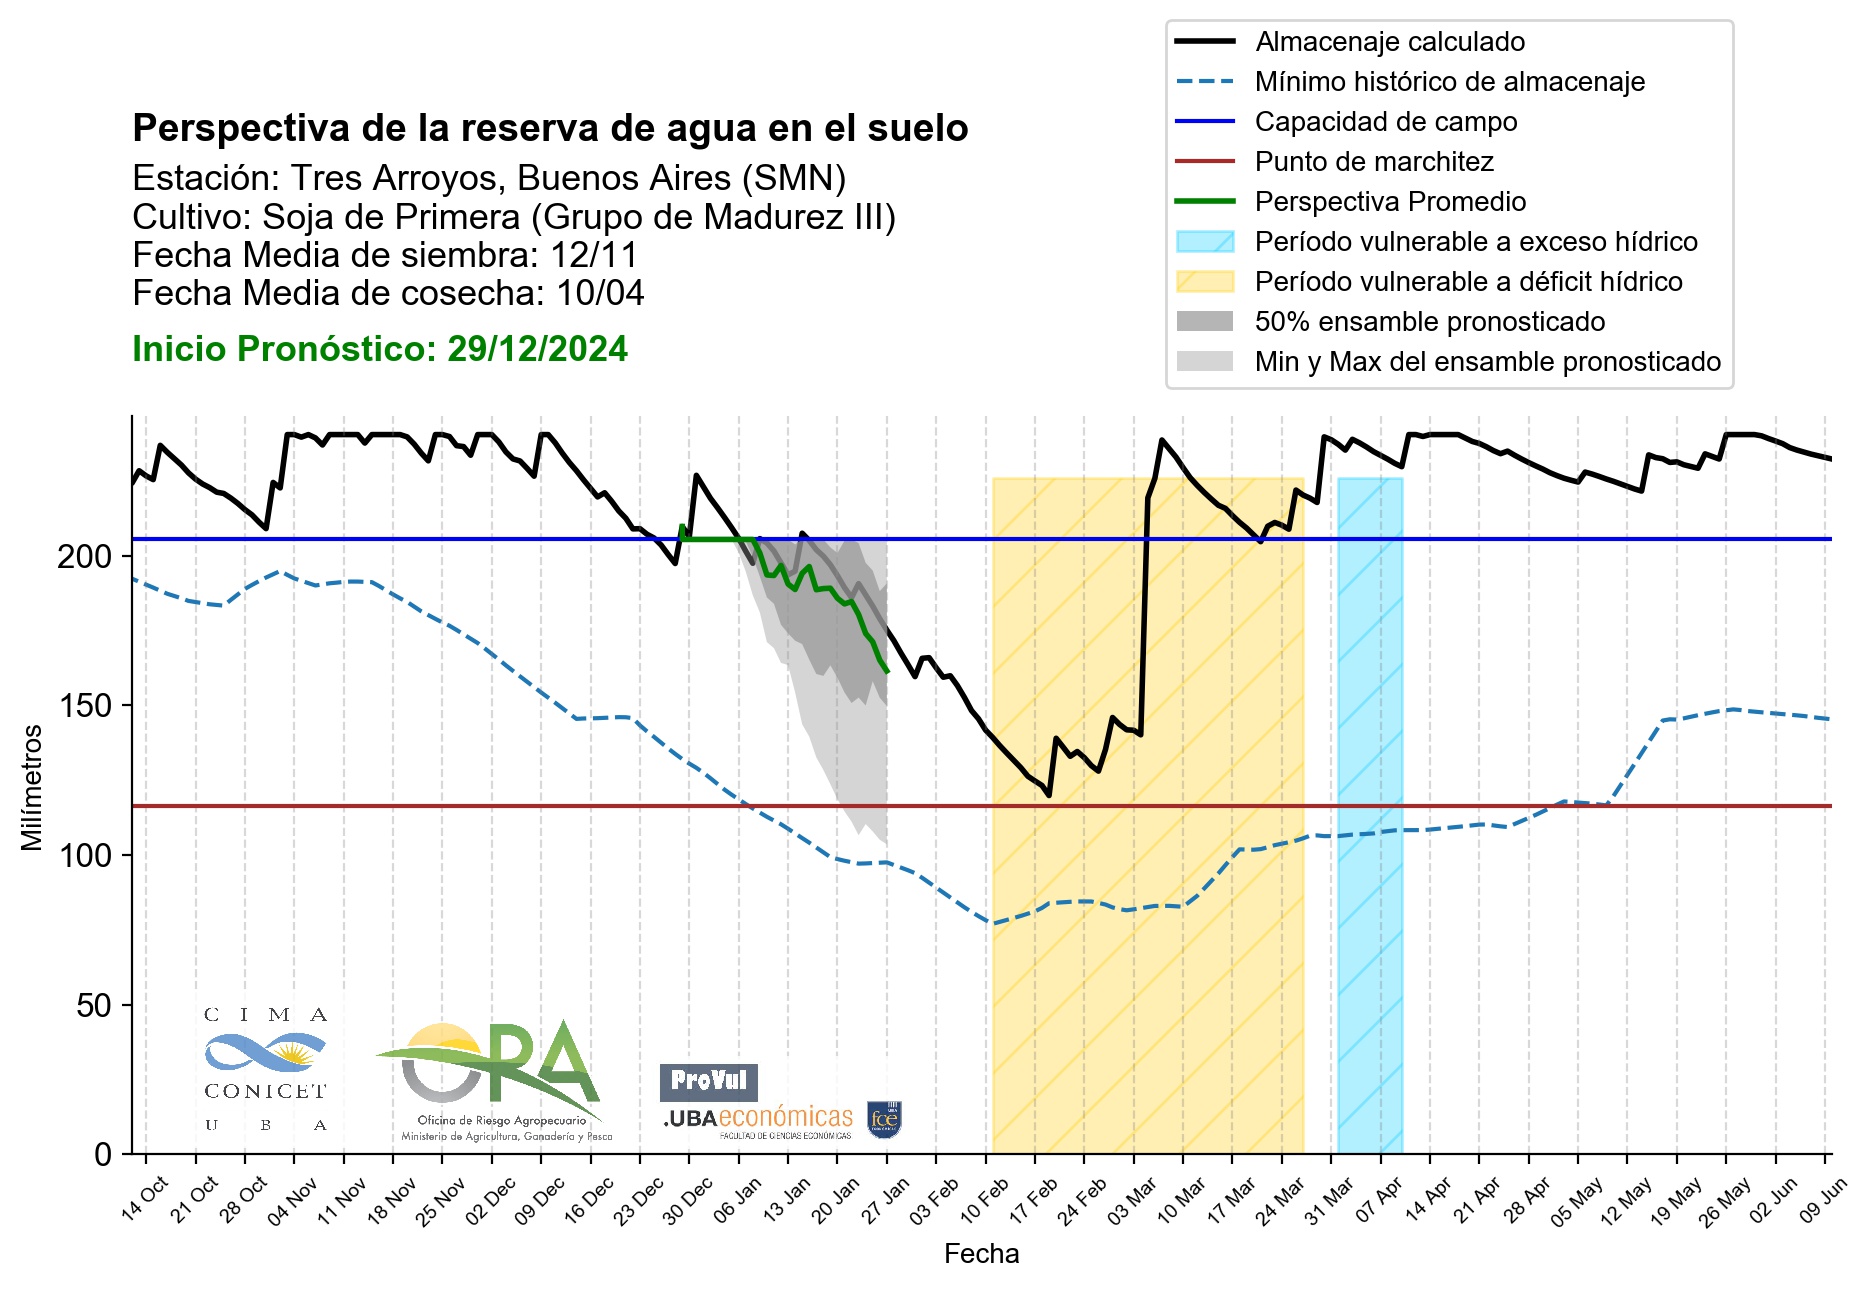 Almacenaje calculado
Mínimo histórico de almacenaje
Capacidad de campo
Punto de marchitez
Perspectiva Promedio
Período vulnerable a exceso hídrico
Período vulnerable a déficit hídrico
50% ensamble pronosticado
Min y Max del ensamble pronosticado
Perspectiva de la reserva de agua en el suelo
Estación: Tres Arroyos, Buenos Aires (SMN)
Cultivo: Soja de Primera (Grupo de Madurez III)
Fecha Media de siembra: 12/11
Fecha Media de cosecha: 10/04
Inicio Pronóstico: 29/12/2024
Milímetros
200
150
100
50
0
CIMA
CONICET
UBA
ORA
Oficina de Riesgo Agropecuario
Ministerio de Agricultura, Ganadería y Pesca
ProVul
.UBAeconómicas
FACULTAD DE CIENCIAS ECONÓMICAS
UBA
fce
ECONÓMICAS
14 Oct
21 Oct
28 Oct
04 Nov
11 Nov
18 Nov
25 Nov
02 Dec
09 Dec
16 Dec
23 Dec
30 Dec
06 Jan
13 Jan
20 Jan
27 Jan
03 Feb
10 Feb
17 Feb
24 Feb
03 Mar
10 Mar
17 Mar
24 Mar
31 Mar
07 Apr
14 Apr
21 Apr
28 Apr
05 May
12 May
19 May
26 May
02 Jun
09 Jun
Fecha